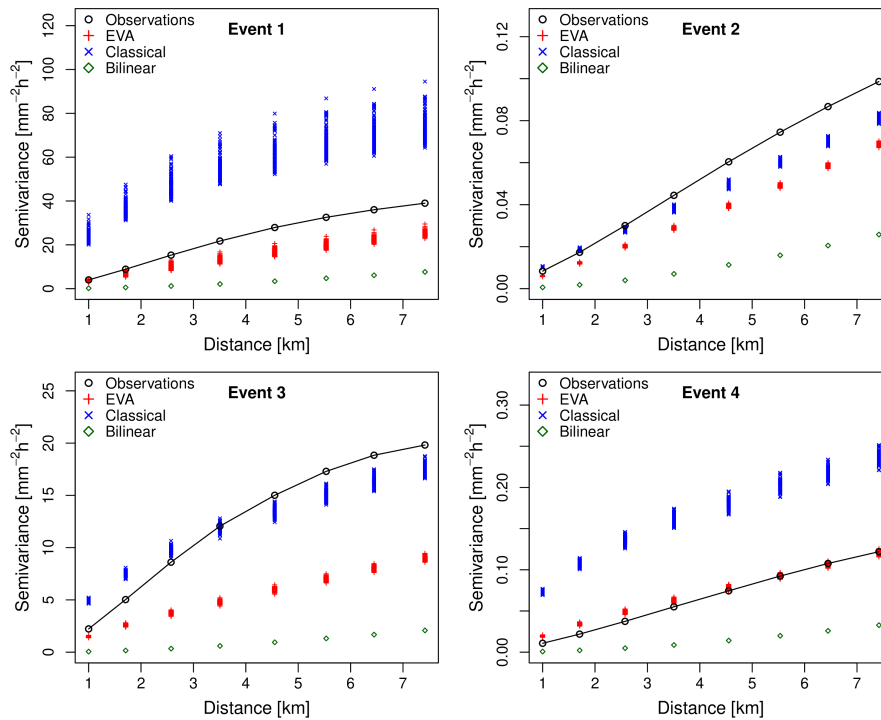 Event 1
Observations
EVA
Classical
Bilinear
Semivariance [mm−2h−2]
0
20
40
60
80
100
120
1
2
3
4
5
6
7
Distance [km]
Event 2
Observations
EVA
Classical
Bilinear
Semivariance [mm−2h−2]
0.00
0.04
0.08
0.12
1
2
3
4
5
6
7
Distance [km]
Event 3
Observations
EVA
Classical
Bilinear
Semivariance [mm−2h−2]
0
5
10
15
20
25
1
2
3
4
5
6
7
Distance [km]
Event 4
Observations
EVA
Classical
Bilinear
Semivariance [mm−2h−2]
0.00
0.10
0.20
0.30
1
2
3
4
5
6
7
Distance [km]